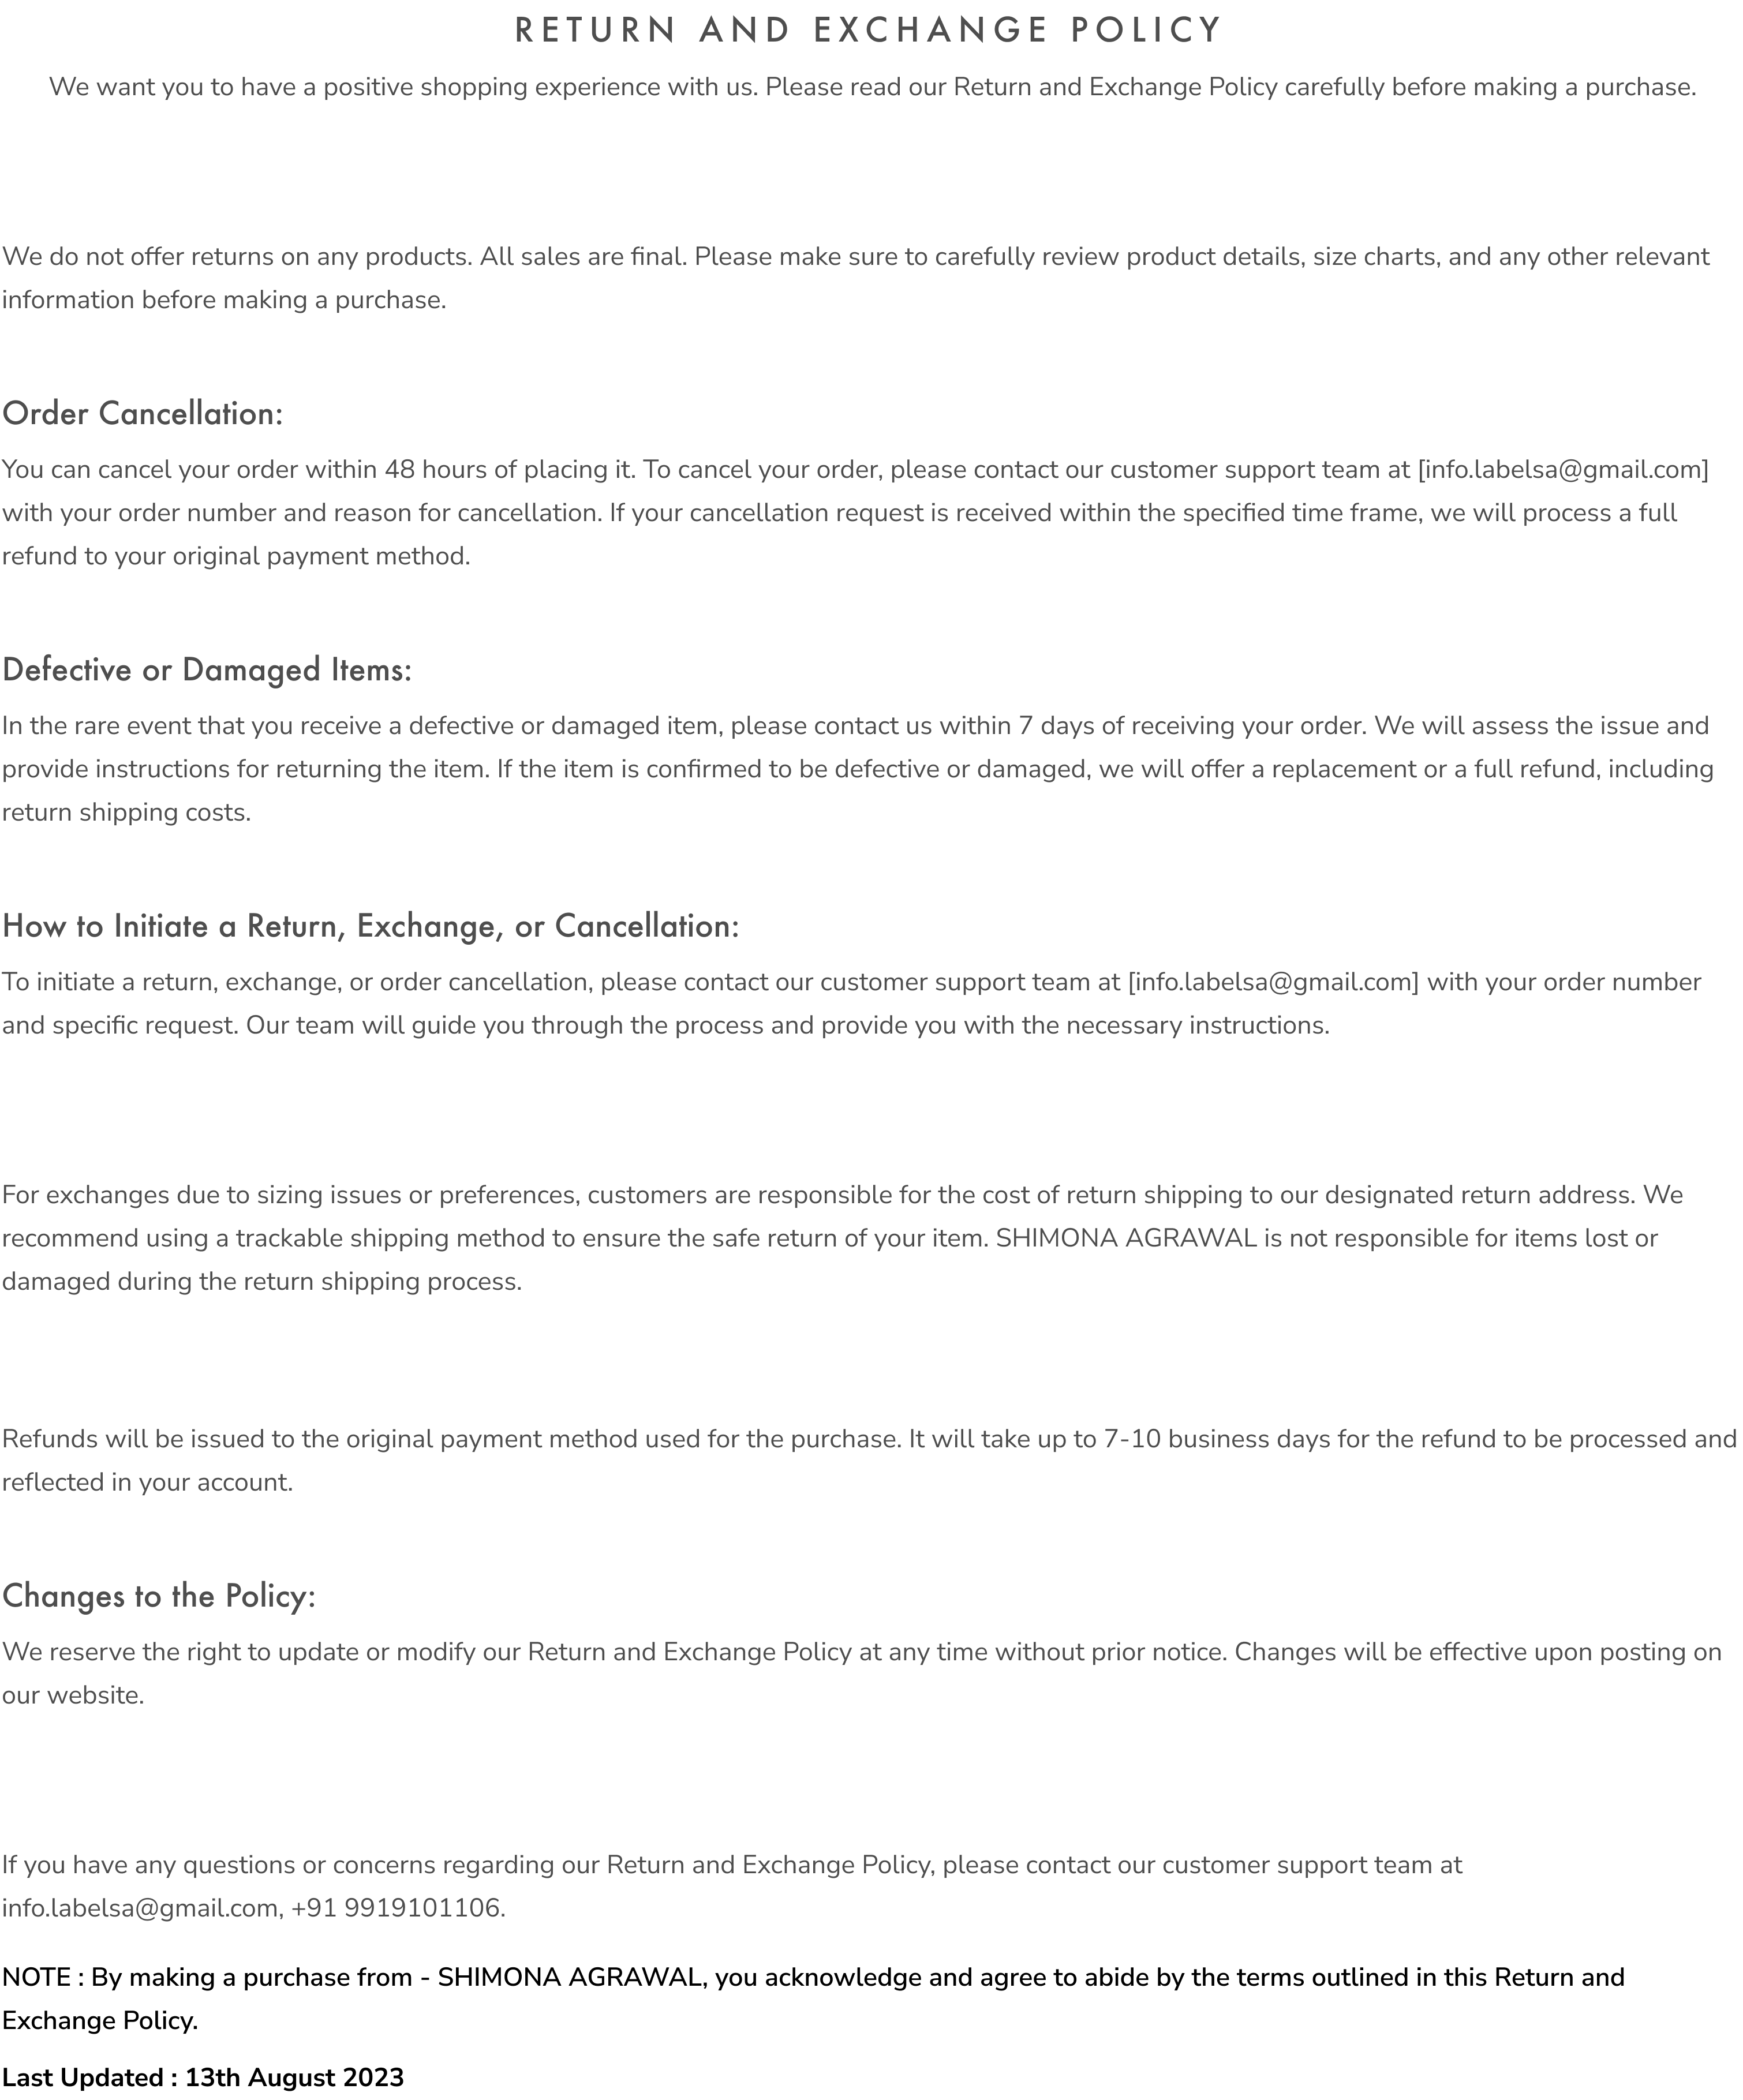 RETURN AND EXCHANGE POLICY
We want you to have a positive shopping experience with us. Please read our Return and Exchange Policy carefully before making a purchase.
We do not offer returns on any products. All sales are final. Please make sure to carefully review product details, size charts, and any other relevant
information before making a purchase.
Order Cancellation:
You can cancel your order within 48 hours of placing it. To cancel your order, please contact our customer support team at [info.labelsa@gmail.com]
with your order number and reason for cancellation. If your cancellation request is received within the specified time frame, we will process a full
refund to your original payment method.
Defective or Damaged Items:
In the rare event that you receive a defective or damaged item, please contact us within 7 days of receiving your order. We will assess the issue and
provide instructions for returning the item. If the item is confirmed to be defective or damaged, we will offer a replacement or a full refund, including
return shipping costs.
How to Initiate a Return, Exchange, or Cancellation:
To initiate a return, exchange, or order cancellation, please contact our customer support team at [info.labelsa@gmail.com] with your order number
and specific request. Our team will guide you through the process and provide you with the necessary instructions.
For exchanges due to sizing issues or preferences, customers are responsible for the cost of return shipping to our designated return address. We
recommend using a trackable shipping method to ensure the safe return of your item. SHIMONA AGRAWAL is not responsible for items lost or
damaged during the return shipping process.
Refunds will be issued to the original payment method used for the purchase. It will take up to 7-10 business days for the refund to be processed and
reflected in your account.
Changes to the Policy:
We reserve the right to update or modify our Return and Exchange Policy at any time without prior notice. Changes will be effective upon posting on
our website.
If you have any questions or concerns regarding our Return and Exchange Policy, please contact our customer support team at
info.labelsa@gmail.com, +91 9919101106.
NOTE : By making a purchase from - SHIMONA AGRAWAL, you acknowledge and agree to abide by the terms outlined in this Return and
Exchange Policy.
Last Updated : 13th August 2023